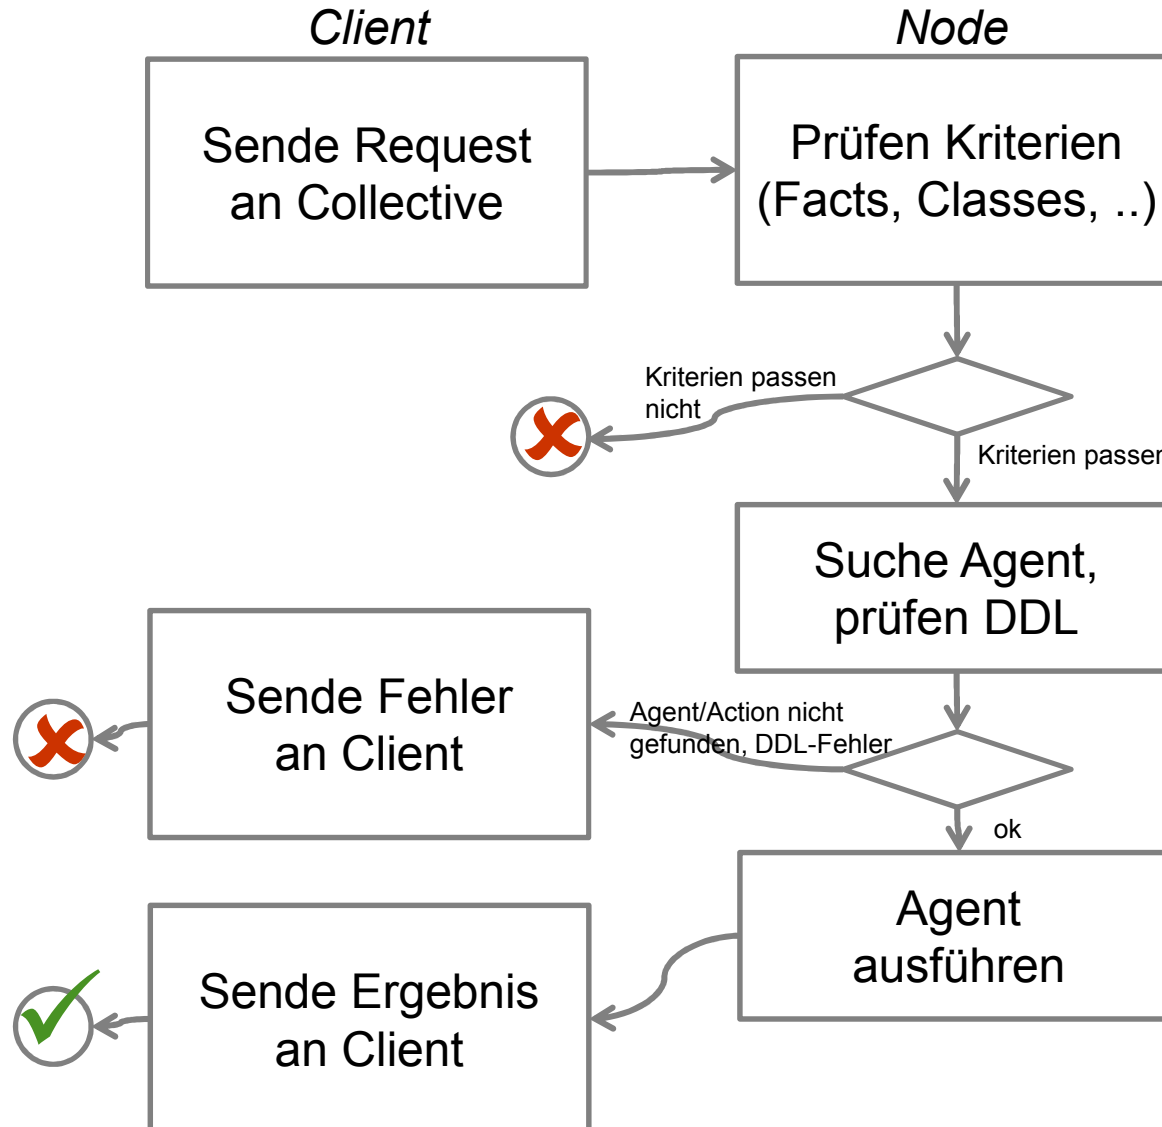 Client
Node
Sende Request
an Collective
Prüfen Kriterien
(Facts, Classes, ..)
Kriterien passen
nicht
Kriterien passen
Suche Agent,
prüfen DDL
Sende Fehler
an Client
Agent/Action nicht
gefunden, DDL-Fehler
ok
Agent
ausführen
Sende Ergebnis
an Client